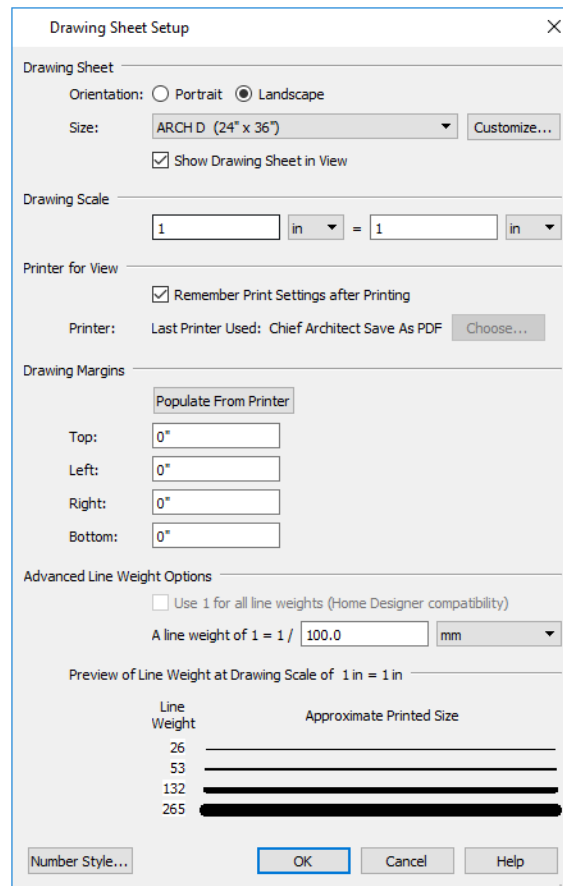 Drawing Sheet Setup
Drawing Sheet
Orientation: Portrait Landscape
Size: ARCH D (24" x 36") Customize...
Show Drawing Sheet in View
Drawing Scale
1 in = 1 in
Printer for View
Remember Print Settings after Printing
Printer: Last Printer Used: Chief Architect Save As PDF Choose...
Drawing Margins
Populate From Printer
Top: 0"
Left: 0"
Right: 0"
Bottom: 0"
Advanced Line Weight Options
Use 1 for all line weights (Home Designer compatibility)
A line weight of 1 = 1 / 100.0 mm
Preview of Line Weight at Drawing Scale of 1 in = 1 in
Line
Weight Approximate Printed Size
26
53
132
265
Number Style... OK Cancel Help